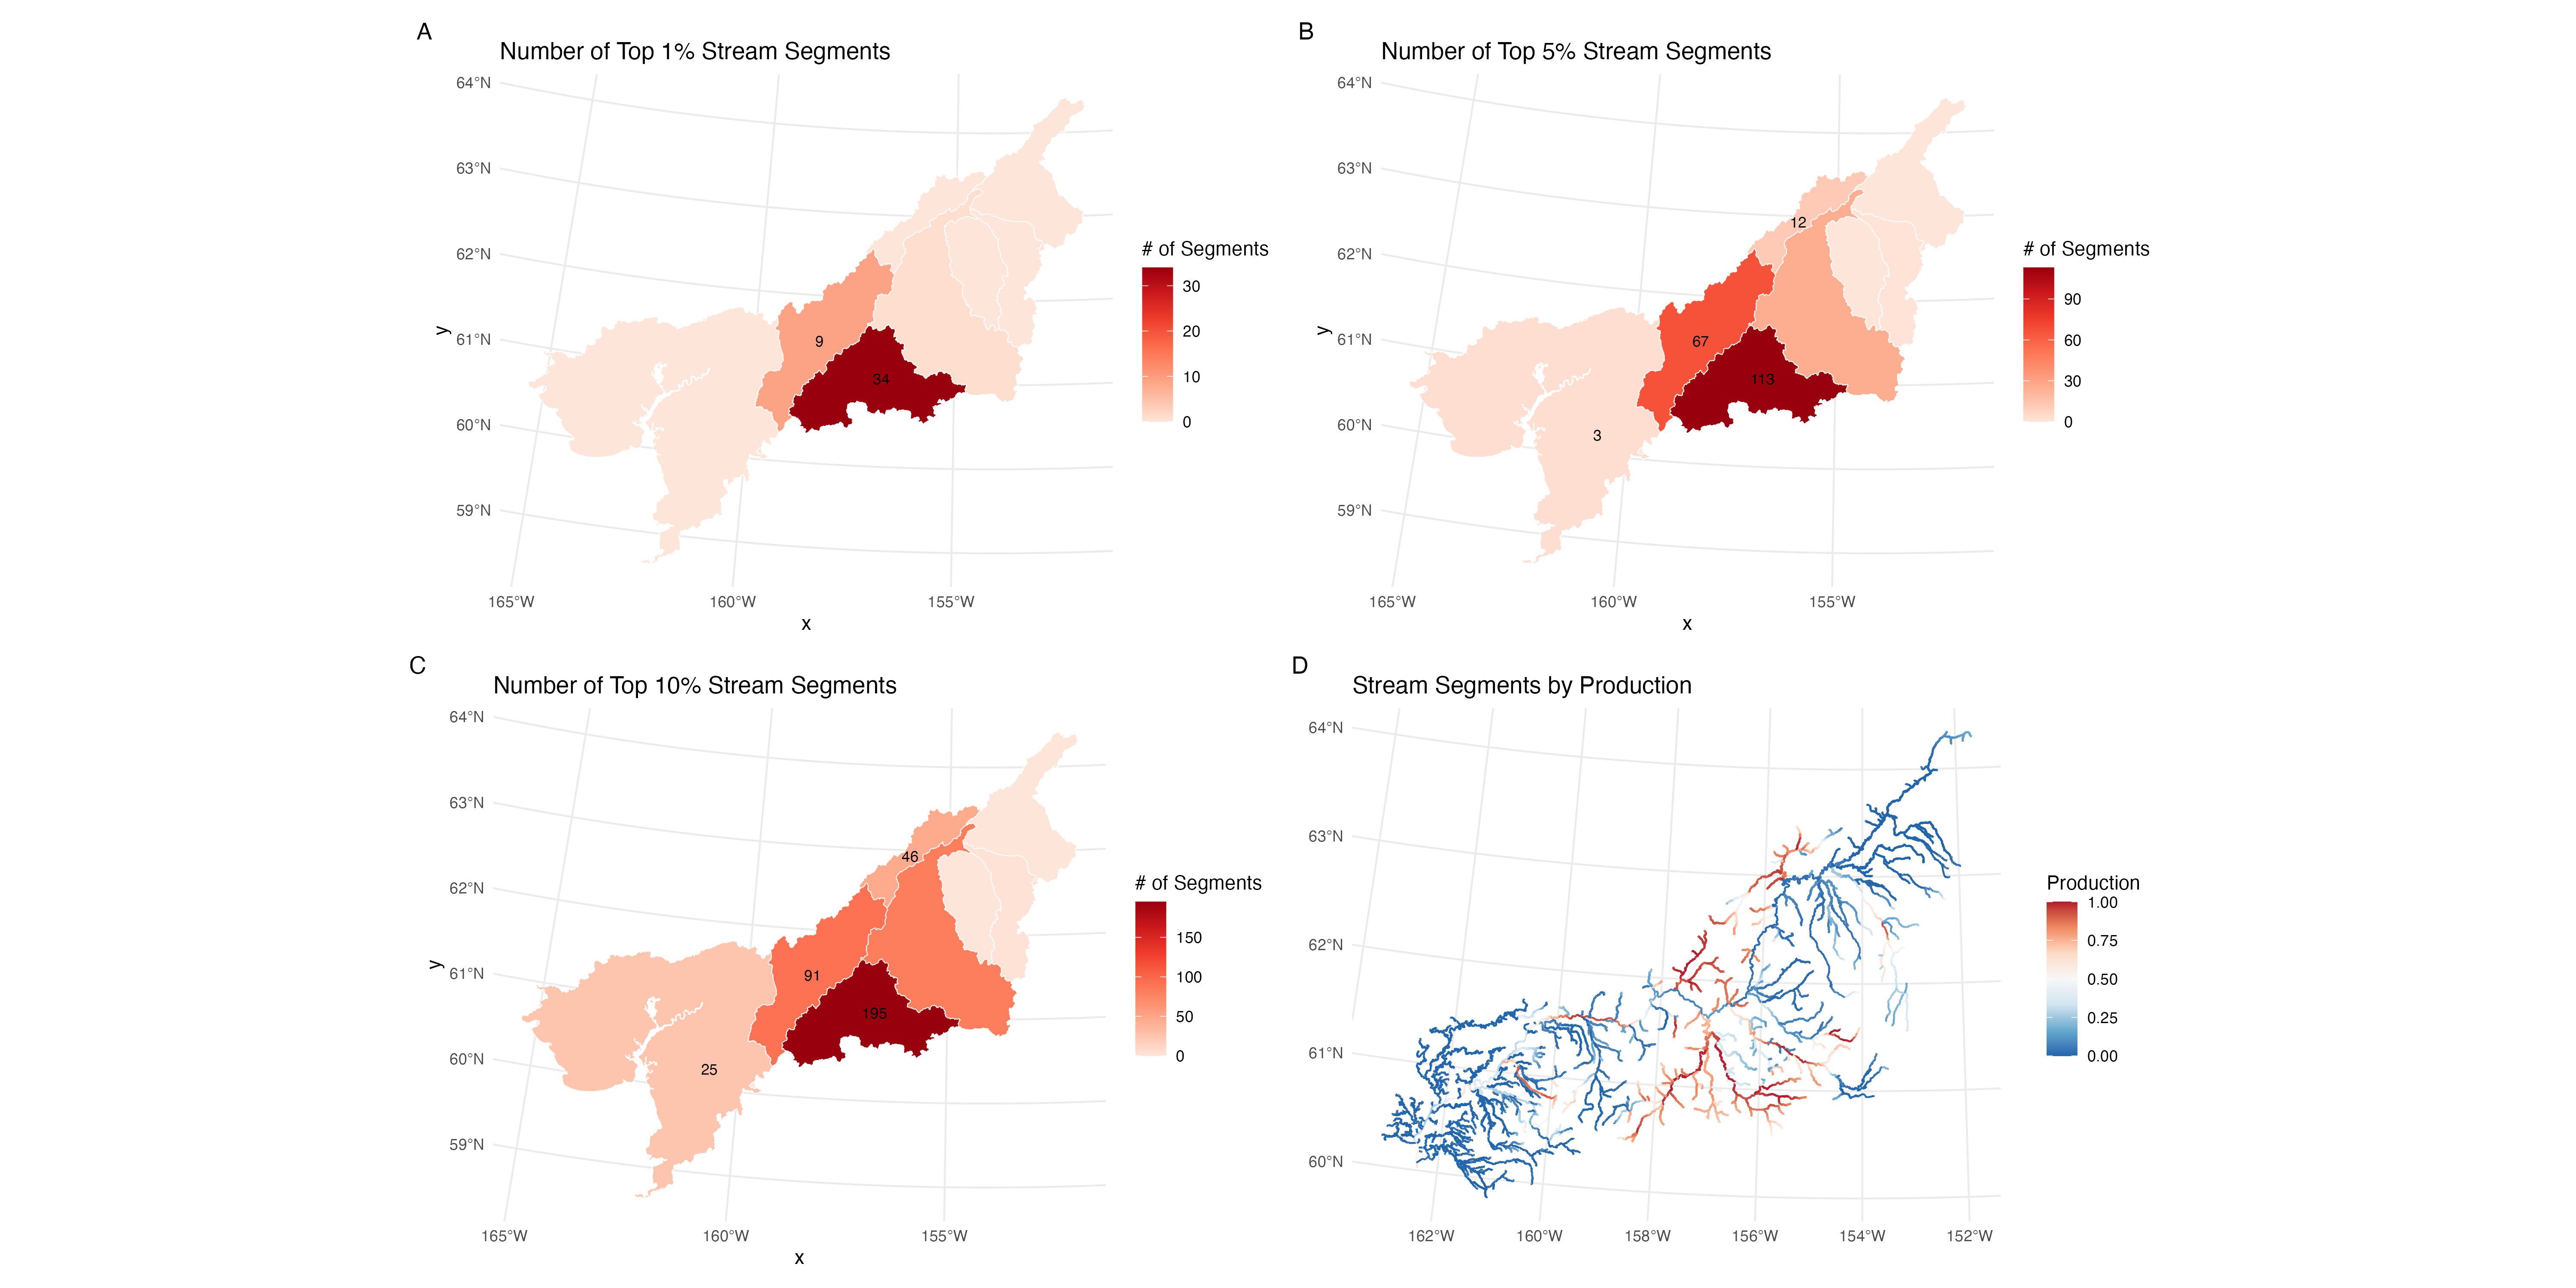 A
Number of Top 1% Stream Segments
64°N
63°N
62°N
61°N
60°N
59°N
y
9
34
165°W
160°W
155°W
x
# of Segments
30
20
10
0
B
Number of Top 5% Stream Segments
64°N
63°N
62°N
61°N
60°N
59°N
y
12
67
113
3
165°W
160°W
155°W
x
# of Segments
90
60
30
0
C
Number of Top 10% Stream Segments
64°N
63°N
62°N
61°N
60°N
59°N
y
46
91
195
25
165°W
160°W
155°W
x
# of Segments
150
100
50
0
D
Stream Segments by Production
64°N
63°N
62°N
61°N
60°N
162°W
160°W
158°W
156°W
154°W
152°W
Production
1.00
0.75
0.50
0.25
0.00